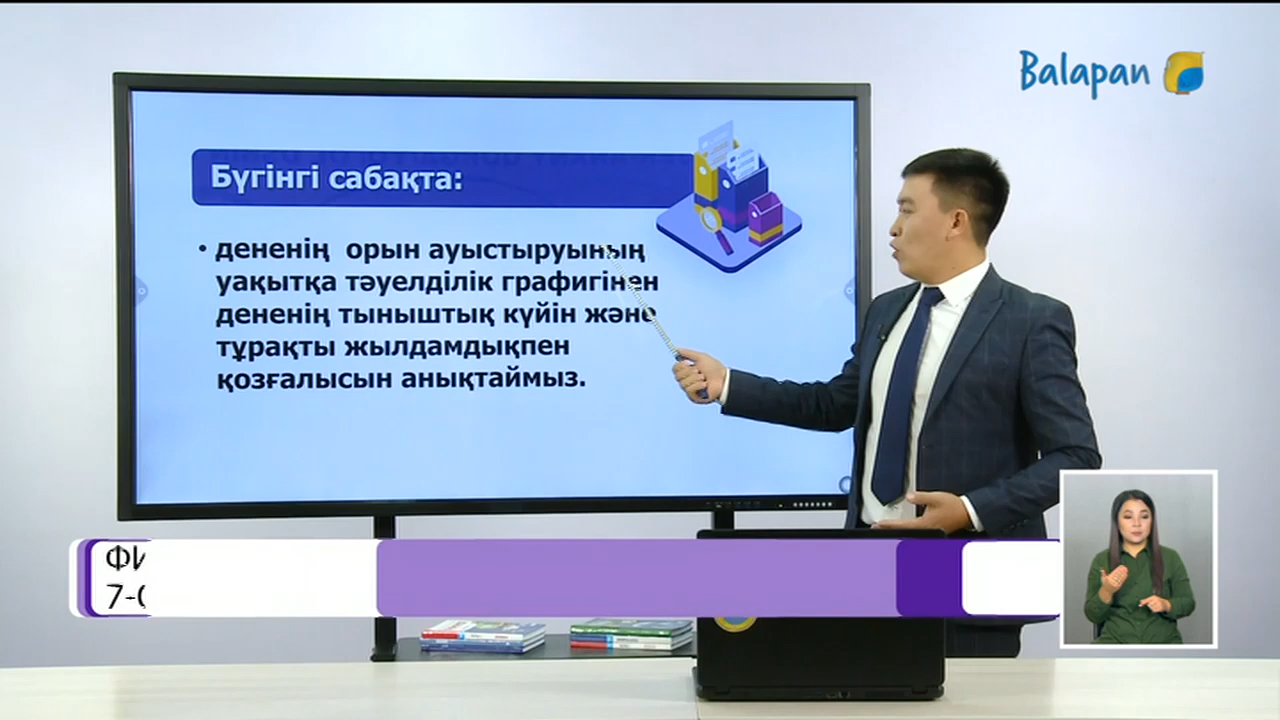 Balapan
Бүгінгі сабақта:
• дененің орын ауыстыруының
уақытқа тәуелділік графигінен
дененің тыныштық күйін және
тұрақты жылдамдықпен
қозғалысын анықтаймыз.